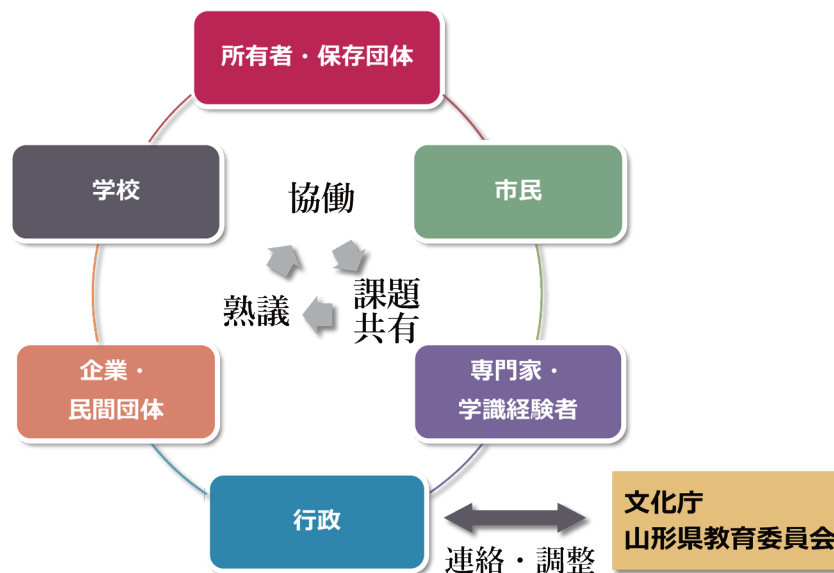 所有者・保存団体
学校
市民
協働
熟議
課題
共有
企業・
民間団体
専門家・
学識経験者
行政
連絡・調整
文化庁
山形県教育委員会